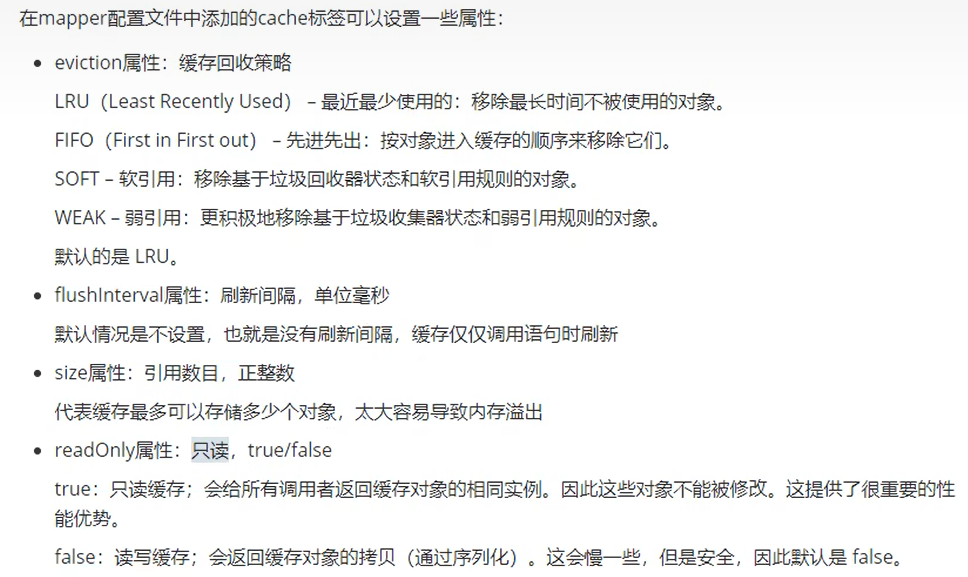 在mapper配置文件中添加的cache标签可以设置一些属性：
eviction属性：缓存回收策略
LRU（Least Recently Used） – 最近最少使用的：移除最长时间不被使用的对象。
FIFO（First in First out） – 先进先出：按对象进入缓存的顺序来移除它们。
SOFT – 软引用：移除基于垃圾回收器状态和软引用规则的对象。
WEAK – 弱引用：更积极地移除基于垃圾收集器状态和弱引用规则的对象。
默认的是 LRU。
flushInterval属性：刷新间隔，单位毫秒
默认情况是不设置，也就是没有刷新间隔，缓存仅仅调用语句时刷新
size属性：引用数目，正整数
代表缓存最多可以存储多少个对象，太大容易导致内存溢出
readOnly属性：只读，true/false
true：只读缓存；会给所有调用者返回缓存对象的相同实例。因此这些对象不能被修改。这提供了很重要的性
能优势。
false：读写缓存；会返回缓存对象的拷贝（通过序列化）。这会慢一些，但是安全，因此默认是 false。